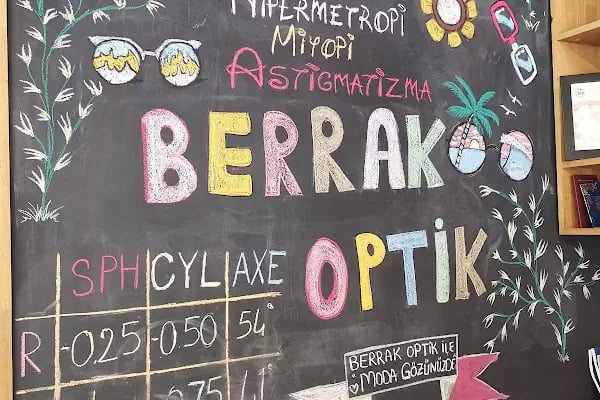 HİPERMETROPİ
MİYOPİ
ASTİGMATİZMA
BERRAK
OPTİK
SPH CYL AXE
R -0.25 -0.50 54°
.75
BERRAK OPTİK İLE
MODA GÖZÜNÜZDE